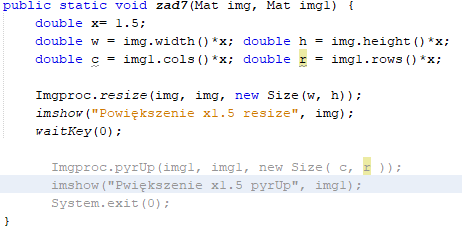 public static void zad7(Mat img, Mat img1) {
double x= 1.5;
double w = img.width()*x; double h = img.height()*x;
double c = img1.cols()*x; double r = img1.rows()*x;
Imgproc.resize(img, img, new Size(w, h));
imshow("Powiększenie x1.5 resize", img);
waitKey(0);
Imgproc.pyrUp(img1, img1, new Size( c, r ));
imshow("Pwiększenie x1.5 pyrUp", img1);
System.exit(0);
}